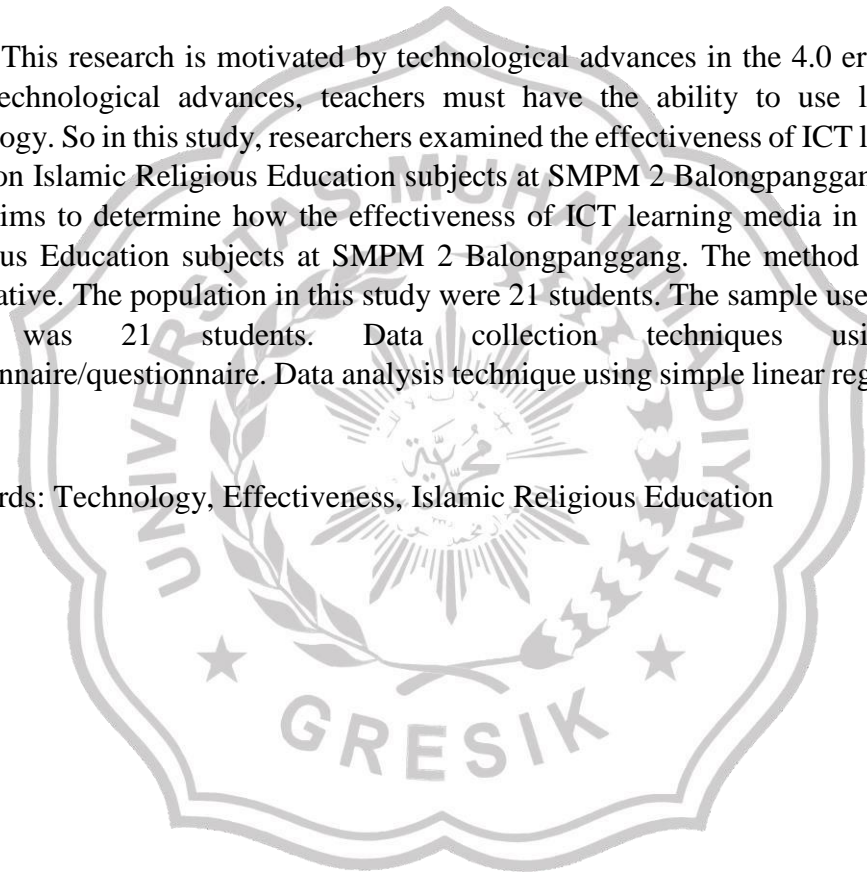 This research is motivated by technological advances in the 4.0 er
echnological advances, teachers must have the ability to use l
ogy. So in this study, researchers examined the effectiveness of ICT l
on Islamic Religious Education subjects at SMPM 2 Balongpanggan
ims to determine how the effectiveness of ICT learning media in
us Education subjects at SMPM 2 Balongpanggang. The method
ative. The population in this study were 21 students. The sample use
was 21 students. Data collection techniques usi
nnaire/questionnaire. Data analysis technique using simple linear reg
rds: Technology, Effectiveness, Islamic Religious Education
UNIVERSITAS MUHAMMADIYAH
GRESIK